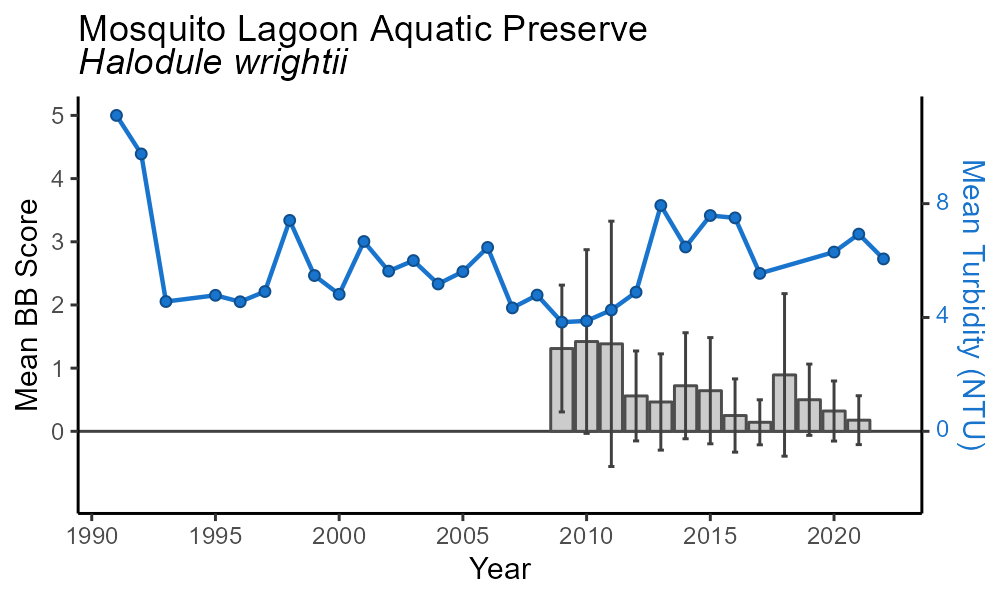 Mosquito Lagoon Aquatic Preserve
Halodule wrightii
Mean BB Score
5
4
3
2
1
0
8
4
0
Mean Turbidity (NTU)
1990 1995 2000 2005 2010 2015 2020
Year